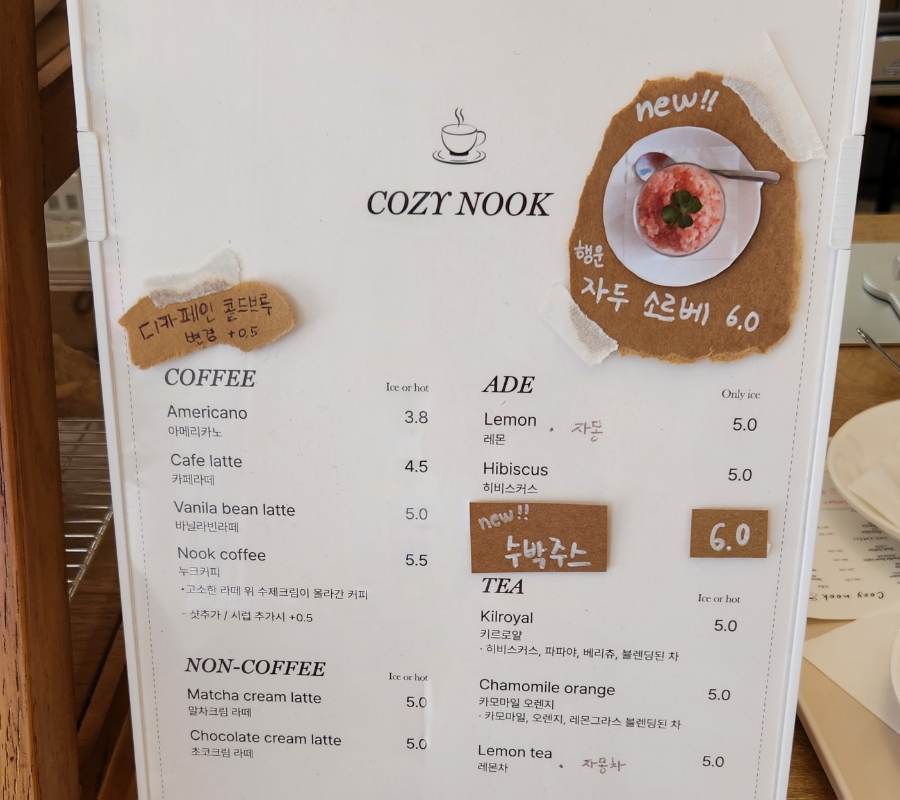 new!!
COZY NOOK
행운
자두 소르베 6.0
디카페인 콜드브루
변경 +0.5
COFFEE Ice or hot
Americano 3.8
아메리카노
Cafe latte 4.5
카페라떼
Vanila bean latte 5.0
바닐라빈라떼
Nook coffee 5.5
누크커피
•고소한 라떼 위 수제크림이 올라간 커피
- 샷추가 / 시럽 추가시 +0.5
NON-COFFEE Ice or hot
Matcha cream latte 5.0
말차크림 라떼
Chocolate cream latte 5.0
초코크림 라떼
ADE Only ice
Lemon • 자몽 5.0
레몬
Hibiscus 5.0
히비스커스
new!!
수박주스 6.0
TEA Ice or hot
Kilroyal 5.0
키르로얄
· 히비스커스, 파파야, 베리츄, 블렌딩된 차
Chamomile orange 5.0
카모마일 오렌지
· 카모마일, 오렌지, 레몬그라스 블렌딩된 차
Lemon tea • 자몽차 5.0
레몬차
Cozy nook